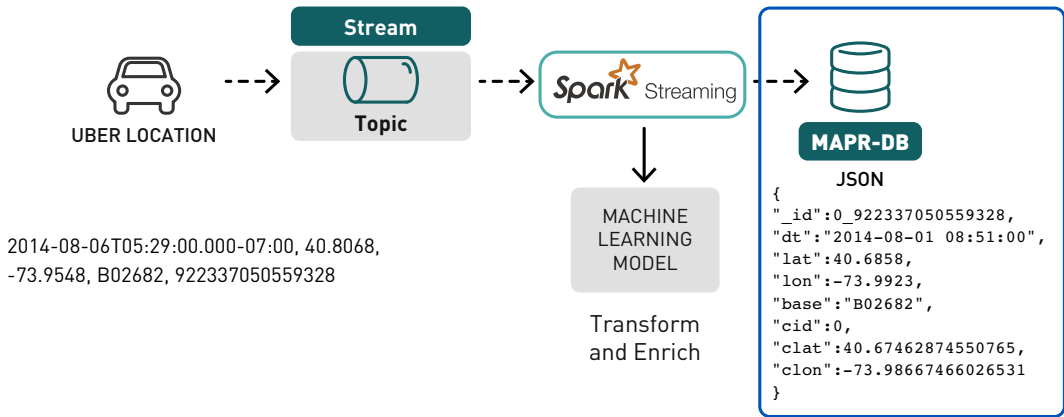 Stream
Topic
UBER LOCATION
Spark Streaming
MAPR-DB
JSON
{
"_id":0_922337050559328,
"dt":"2014-08-01 08:51:00",
"lat":40.6858,
"lon":-73.9923,
"base":"B02682",
"cid":0,
"clat":40.67462874550765,
"clon":-73.98667466026531
}
MACHINE
LEARNING
MODEL
2014-08-06T05:29:00.000-07:00, 40.8068,
-73.9548, B02682, 922337050559328
Transform
and Enrich